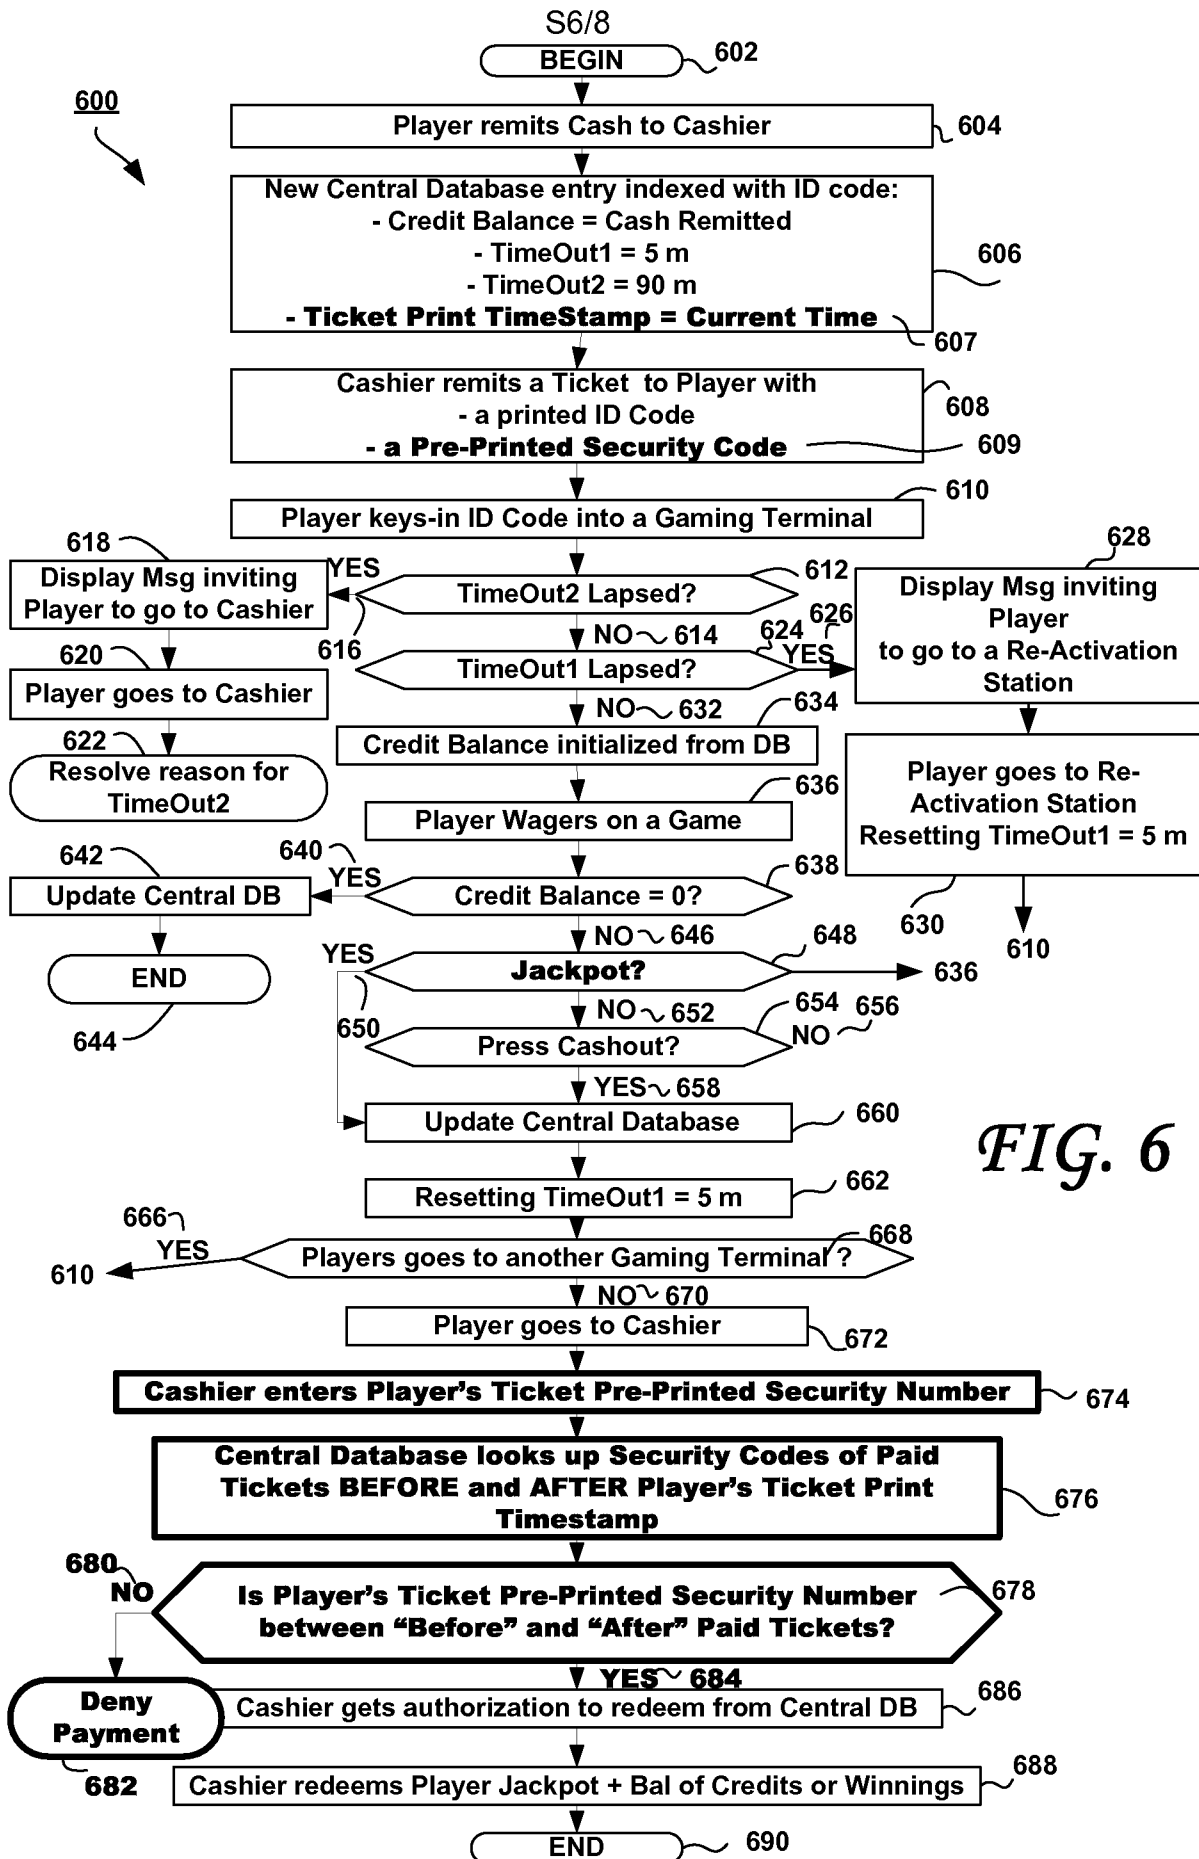 S6/8
BEGIN
602
600
Player remits Cash to Cashier
604
New Central Database entry indexed with ID code:
- Credit Balance = Cash Remitted
- TimeOut1 = 5 m
- TimeOut2 = 90 m
- Ticket Print TimeStamp = Current Time
606
607
Cashier remits a Ticket to Player with
- a printed ID Code
- a Pre-Printed Security Code
608
609
610
Player keys-in ID Code into a Gaming Terminal
618
YES
Display Msg inviting
Player to go to Cashier
616
TimeOut2 Lapsed?
612
628
Display Msg inviting
Player
to go to a Re-Activation
Station
NO 614
624
626
YES
620
Player goes to Cashier
TimeOut1 Lapsed?
NO 632
634
622
Resolve reason for
TimeOut2
Credit Balance initialized from DB
Player goes to Re-
Activation Station
Resetting TimeOut1 = 5 m
630
610
636
Player Wagers on a Game
642
640
YES
Update Central DB
Credit Balance = 0?
638
NO 646
END
644
YES
650
Jackpot?
648
636
NO 652
654
NO
656
Press Cashout?
YES 658
Update Central Database
660
FIG. 6
Resetting TimeOut1 = 5 m
662
666
YES
610
Players goes to another Gaming Terminal ?
668
NO 670
Player goes to Cashier
672
Cashier enters Player's Ticket Pre-Printed Security Number
674
Central Database looks up Security Codes of Paid
Tickets BEFORE and AFTER Player's Ticket Print
Timestamp
676
680
NO
Is Player's Ticket Pre-Printed Security Number
between “Before” and “After” Paid Tickets?
678
YES 684
Deny
Payment
682
Cashier gets authorization to redeem from Central DB
686
Cashier redeems Player Jackpot + Bal of Credits or Winnings
688
END
690